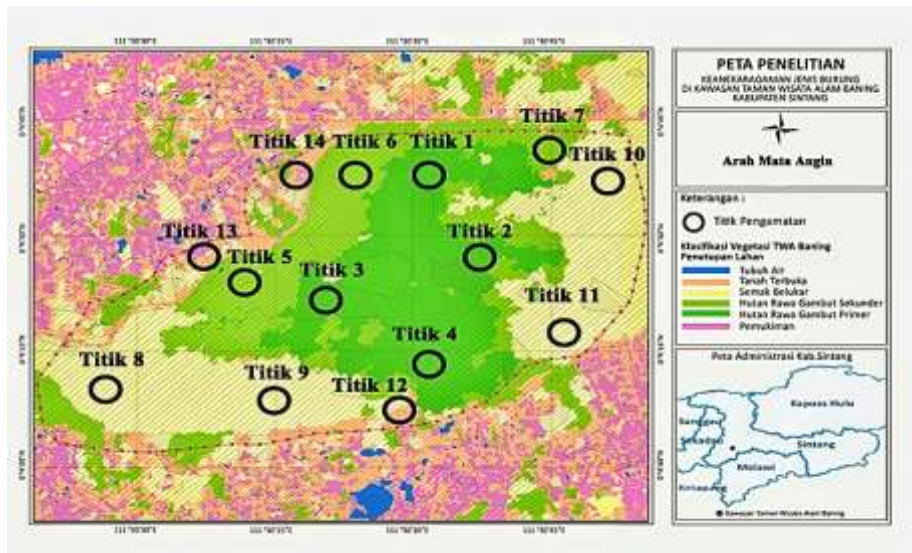 Titik 7
Titik 14
Titik 6
Titik 1
Titik 10
Titik 13
Titik 2
Titik 5
Titik 3
Titik 11
Titik 4
Titik 8
Titik 9
Titik 12
PETA PENELITIAN
KEANEKARAGAMAN JENIS BURUNG
DI KAWASAN TAMAN WISATA ALAM BANING
KABUPATEN SINTANG
Arah Mata Angin
Keterangan :
Titik Pengamatan
Klasifikasi Vegetasi TWA Baning
Penutupan Lahan
Tubuh Air
Tanah Terbuka
Semak Belukar
Hutan Rawa Gambut Sekunder
Hutan Rawa Gambut Primer
Pemukiman
Peta Administrasi Kab.Sintang
Kapuas Hulu
Sanggau
Sekadau
Sintang
Melawi
Ketapang
Kawasan Taman Wisata Alam Baning